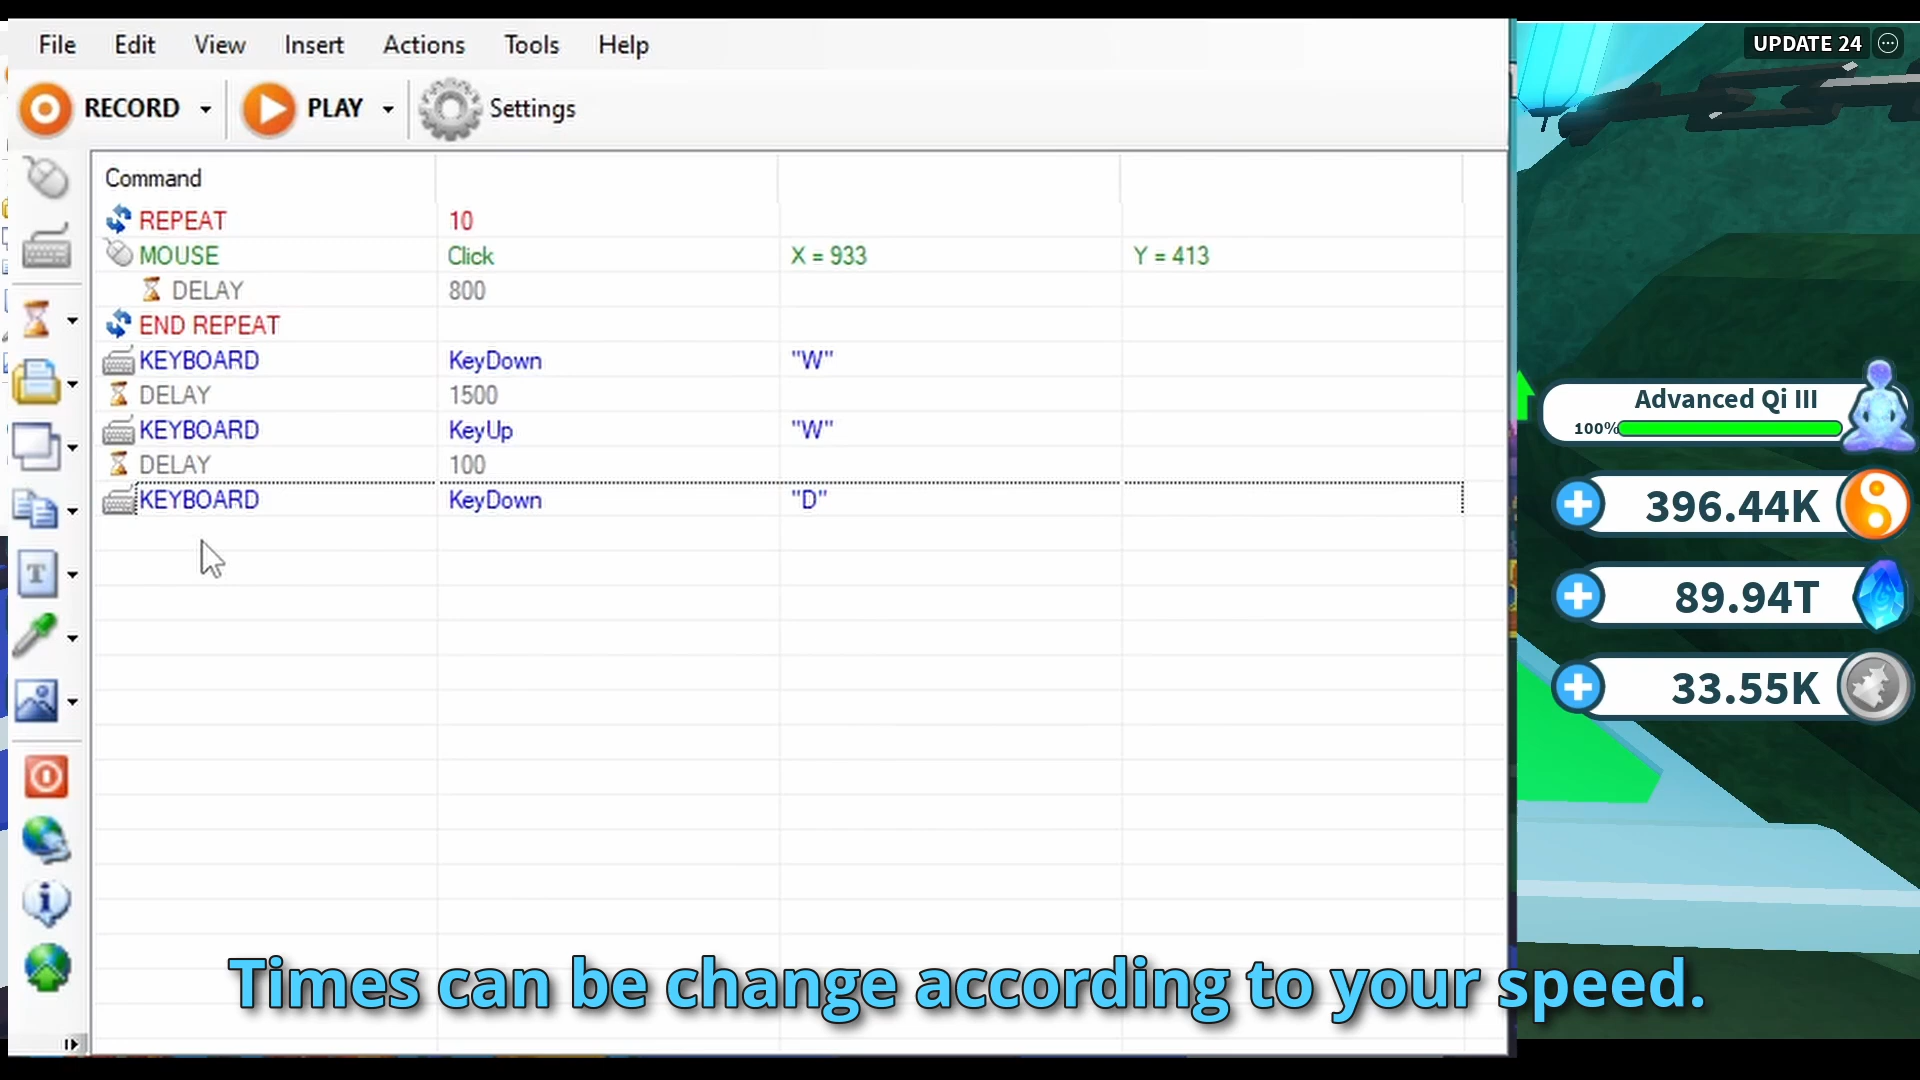 File Edit View Insert Actions Tools Help
UPDATE 24
RECORD PLAY Settings
Command
REPEAT 10
MOUSE Click X = 933 Y = 413
DELAY 800
END REPEAT
KEYBOARD KeyDown "W"
DELAY 1500
KEYBOARD KeyUp "W"
DELAY 100
KEYBOARD KeyDown "D"
Advanced Qi III
100%
396.44K
89.94T
33.55K
Times can be change according to your speed.